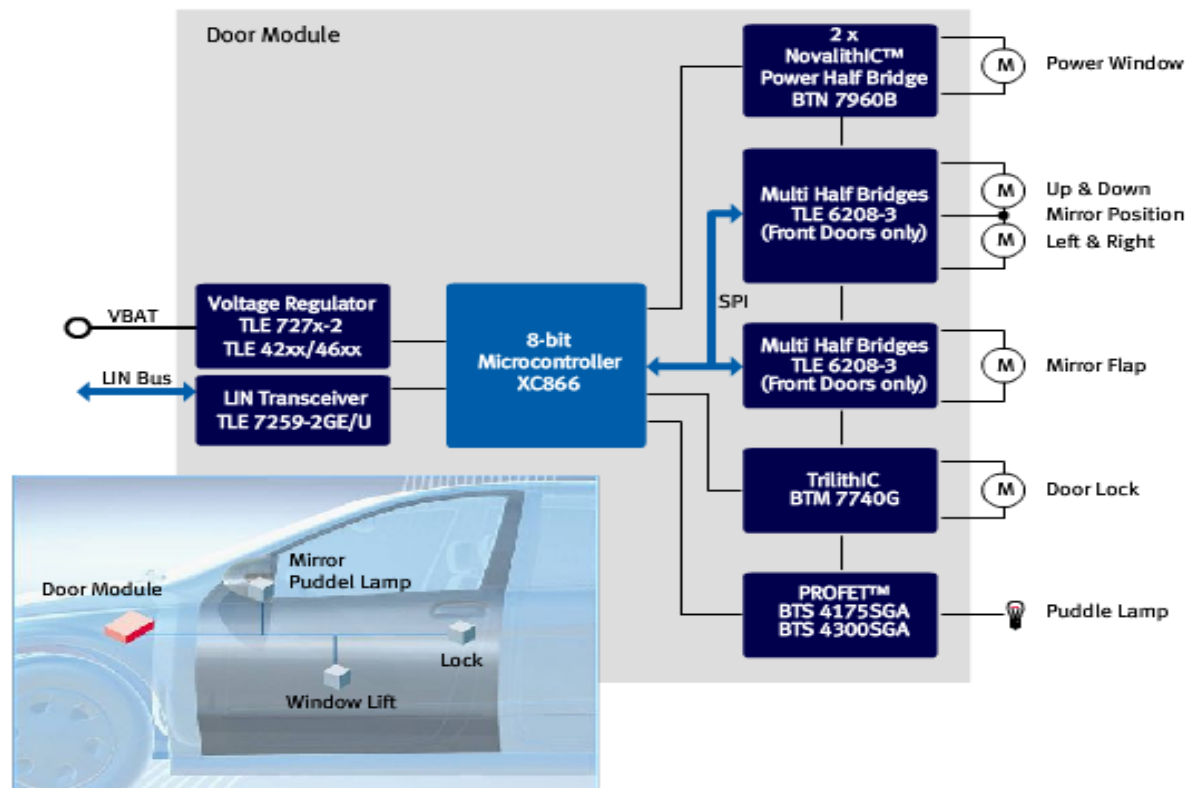 Door Module
2 x
NovalithIC™
Power Half Bridge
BTN 7960B
M
Power Window
Multi Half Bridges
TLE 6208-3
(Front Doors only)
M
Up & Down
Mirror Position
M
Left & Right
SPI
VBAT
Voltage Regulator
TLE 727x-2
TLE 42xx/46xx
LIN Bus
LIN Transceiver
TLE 7259-2GE/U
8-bit
Microcontroller
XC866
Multi Half Bridges
TLE 6208-3
(Front Doors only)
M
Mirror Flap
TrilithIC
BTM 7740G
M
Door Lock
PROFET™
BTS 4175SGA
BTS 4300SGA
Puddle Lamp
Mirror
Puddel Lamp
Door Module
Lock
Window Lift